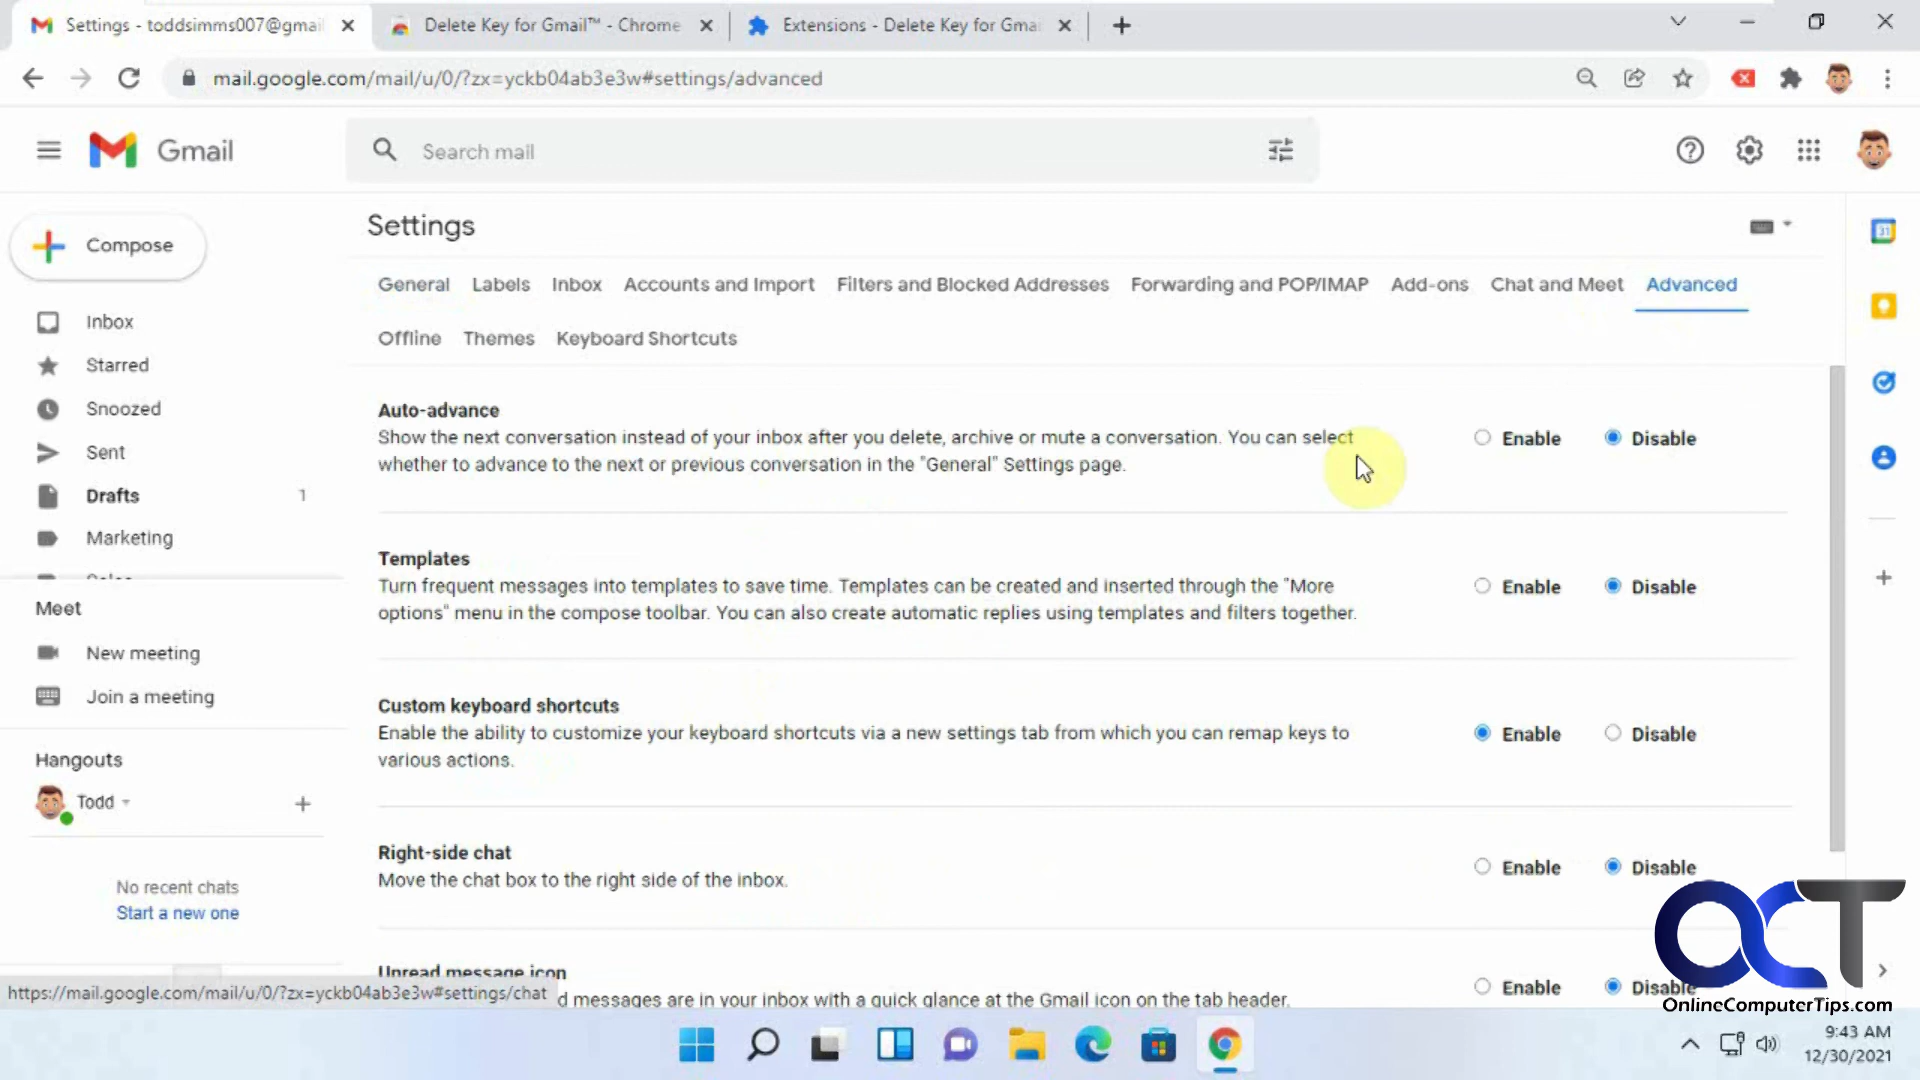 Settings - toddsimms007@gmai
Delete Key for Gmail™ - Chrome
Extensions - Delete Key for Gma
mail.google.com/mail/u/0/?zx=yckb04ab3e3w#settings/advanced
Gmail
Search mail
Compose
Settings
31
General Labels Inbox Accounts and Import Filters and Blocked Addresses Forwarding and POP/IMAP Add-ons Chat and Meet Advanced
Offline Themes Keyboard Shortcuts
Inbox
Starred
Snoozed
Sent
Drafts 1
Marketing
Meet
New meeting
Join a meeting
Hangouts
Todd
No recent chats
Start a new one
Auto-advance
Show the next conversation instead of your inbox after you delete, archive or mute a conversation. You can select
whether to advance to the next or previous conversation in the "General" Settings page.
Enable Disable
Templates
Turn frequent messages into templates to save time. Templates can be created and inserted through the "More
options" menu in the compose toolbar. You can also create automatic replies using templates and filters together.
Enable Disable
Custom keyboard shortcuts
Enable the ability to customize your keyboard shortcuts via a new settings tab from which you can remap keys to
various actions.
Enable Disable
Right-side chat
Move the chat box to the right side of the inbox.
Enable Disable
Unread message icon
d messages are in your inbox with a quick glance at the Gmail icon on the tab header.
Enable Disable
https://mail.google.com/mail/u/0/?zx=yckb04ab3e3w#settings/chat
OCT
OnlineComputerTips.com
9:43 AM
12/30/2021